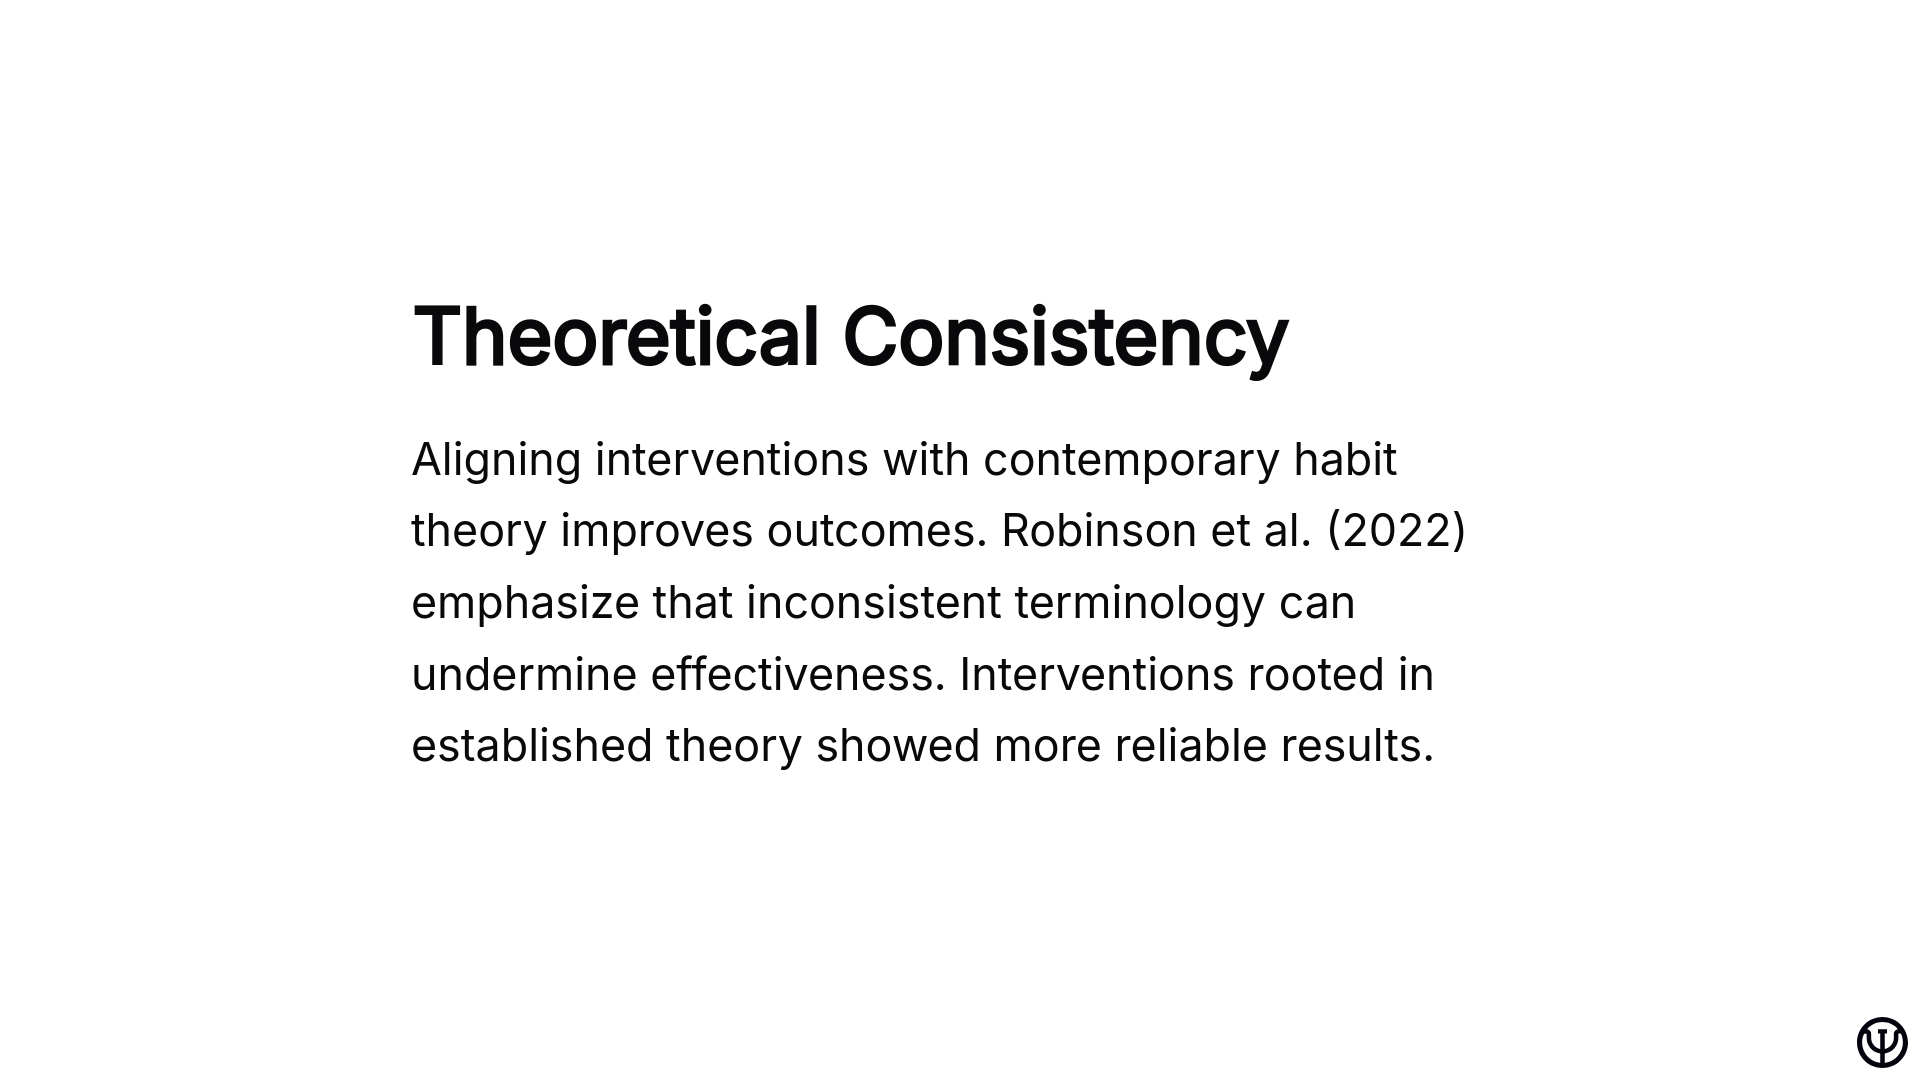 Theoretical Consistency
Aligning interventions with contemporary habit
theory improves outcomes. Robinson et al. (2022)
emphasize that inconsistent terminology can
undermine effectiveness. Interventions rooted in
established theory showed more reliable results.